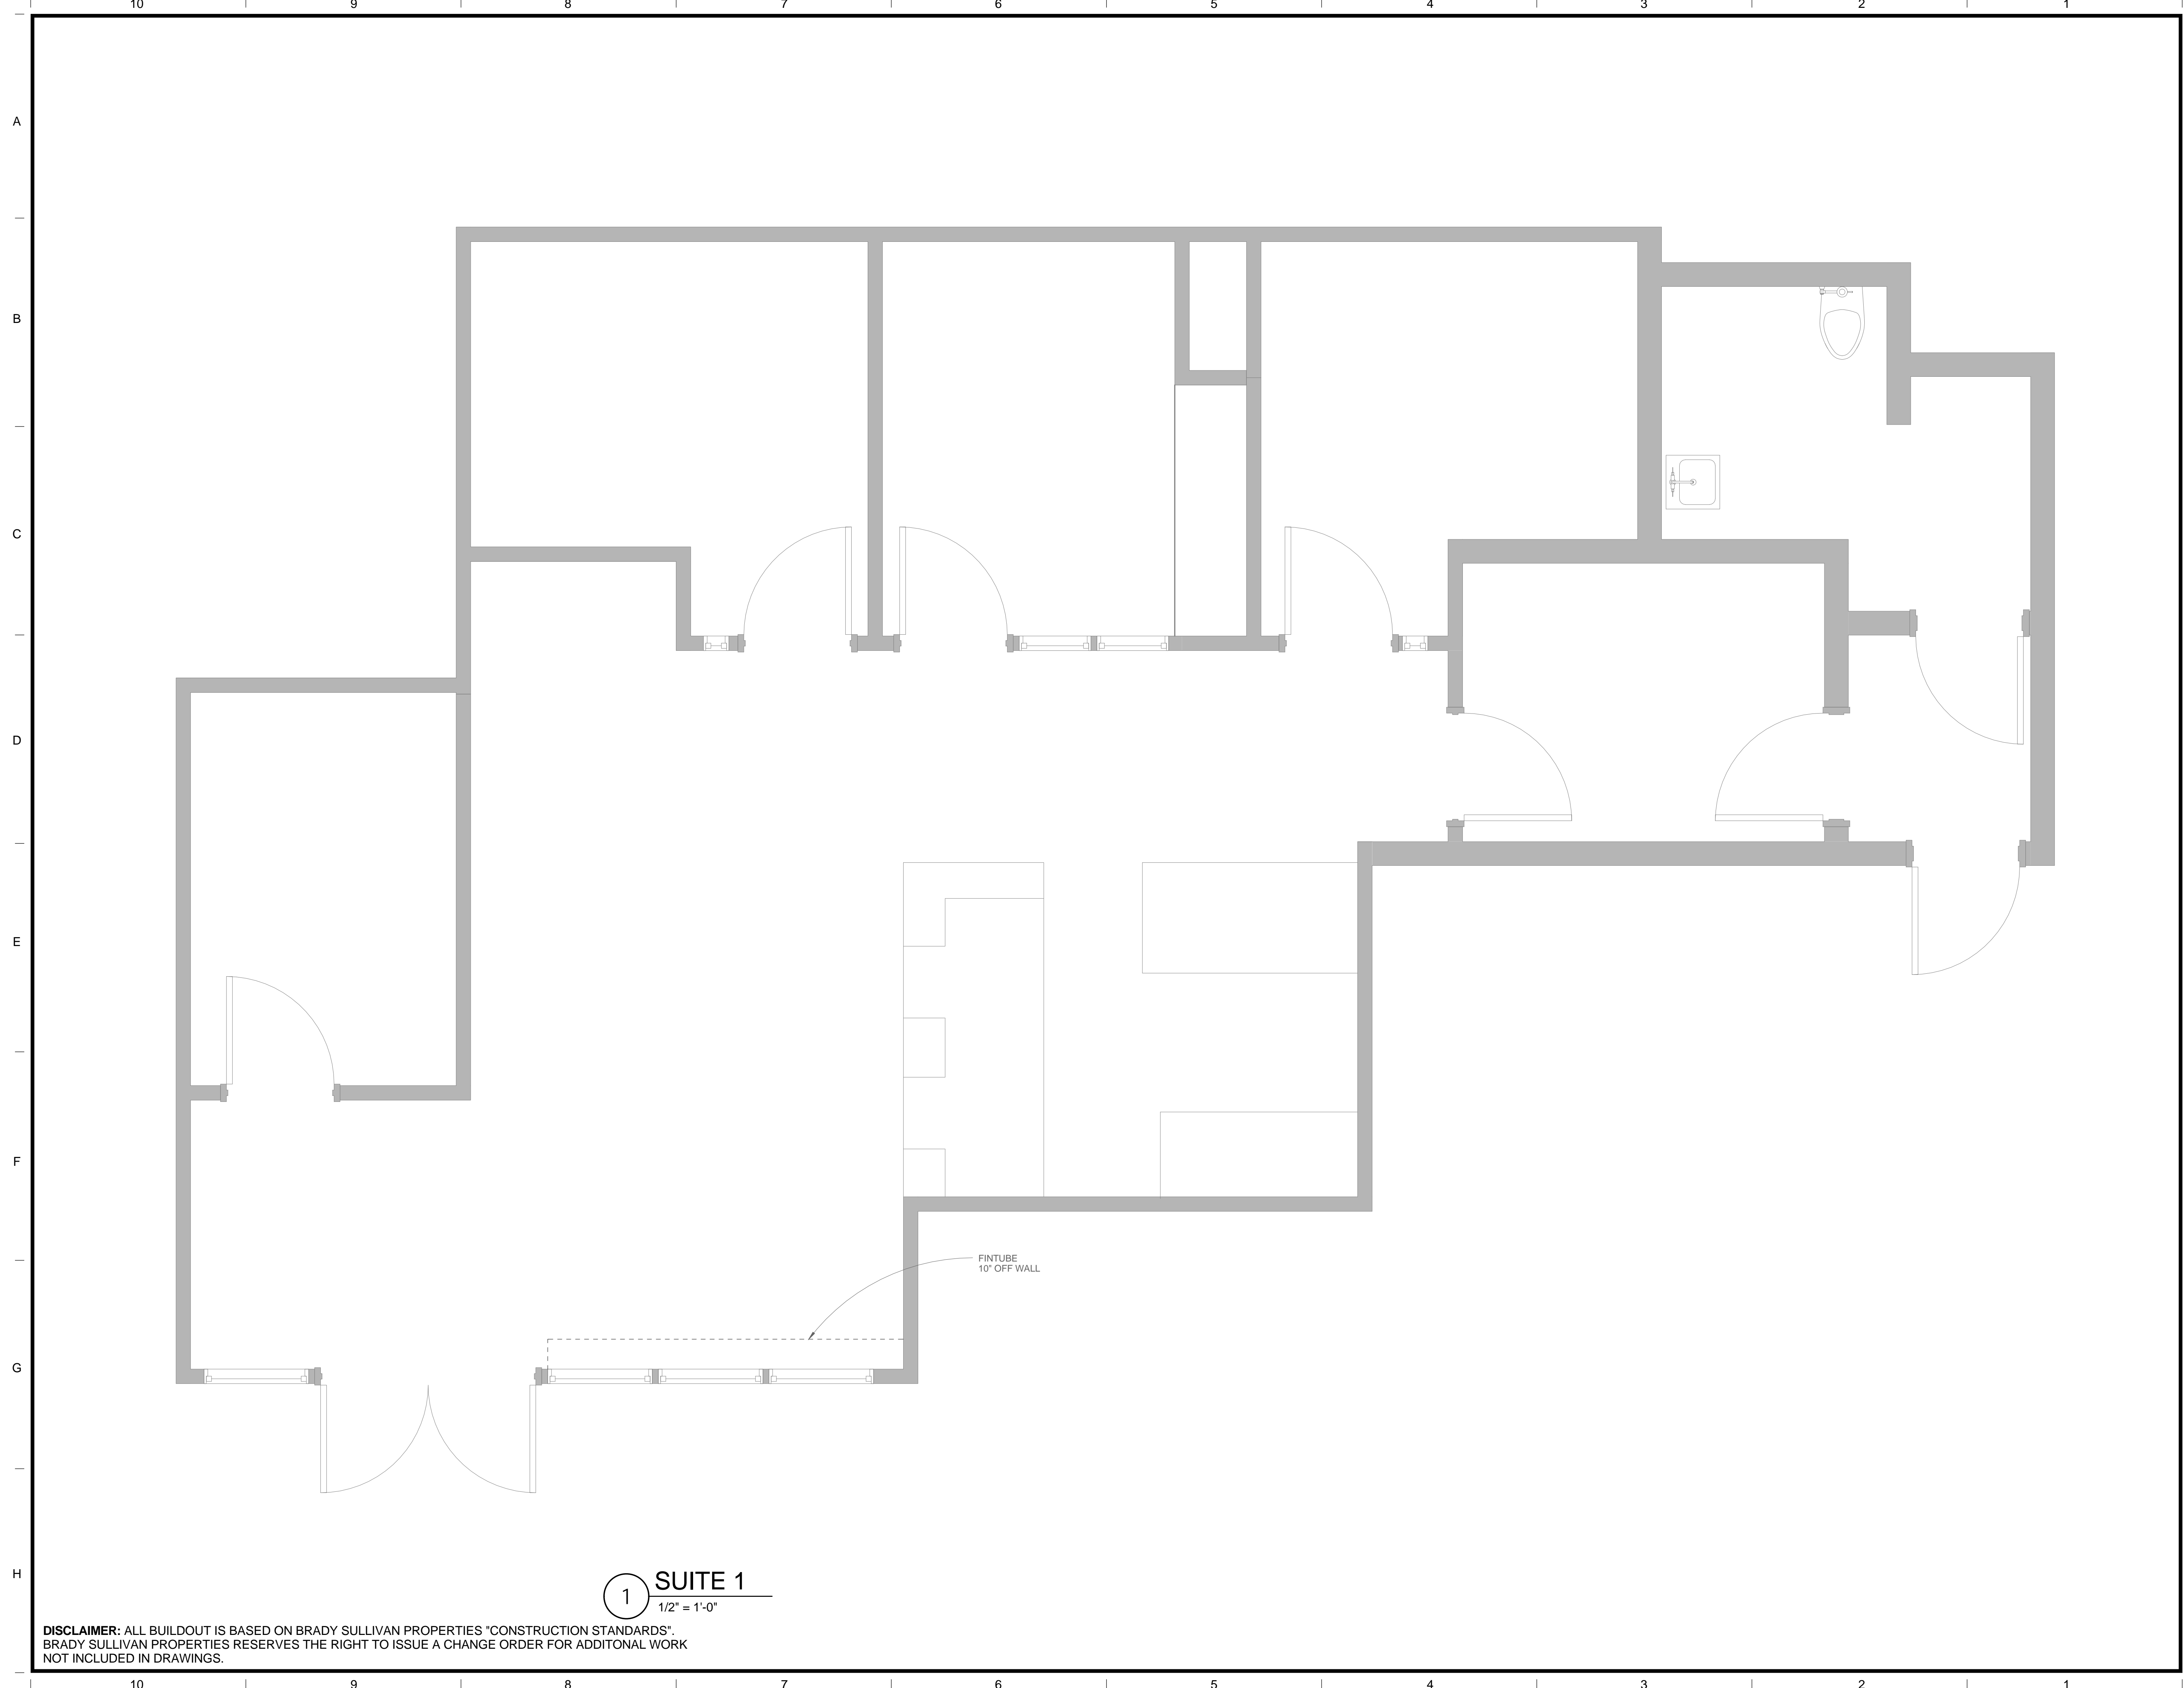 10 9 8 7 6 5 4 3 2 1
A
B
C
D
E
F
FINTUBE
10" OFF WALL
G
H
1
SUITE 1
1/2" = 1'-0"
DISCLAIMER: ALL BUILDOUT IS BASED ON BRADY SULLIVAN PROPERTIES "CONSTRUCTION STANDARDS".
BRADY SULLIVAN PROPERTIES RESERVES THE RIGHT TO ISSUE A CHANGE ORDER FOR ADDITONAL WORK
NOT INCLUDED IN DRAWINGS.
10 9 8 7 6 5 4 3 2 1